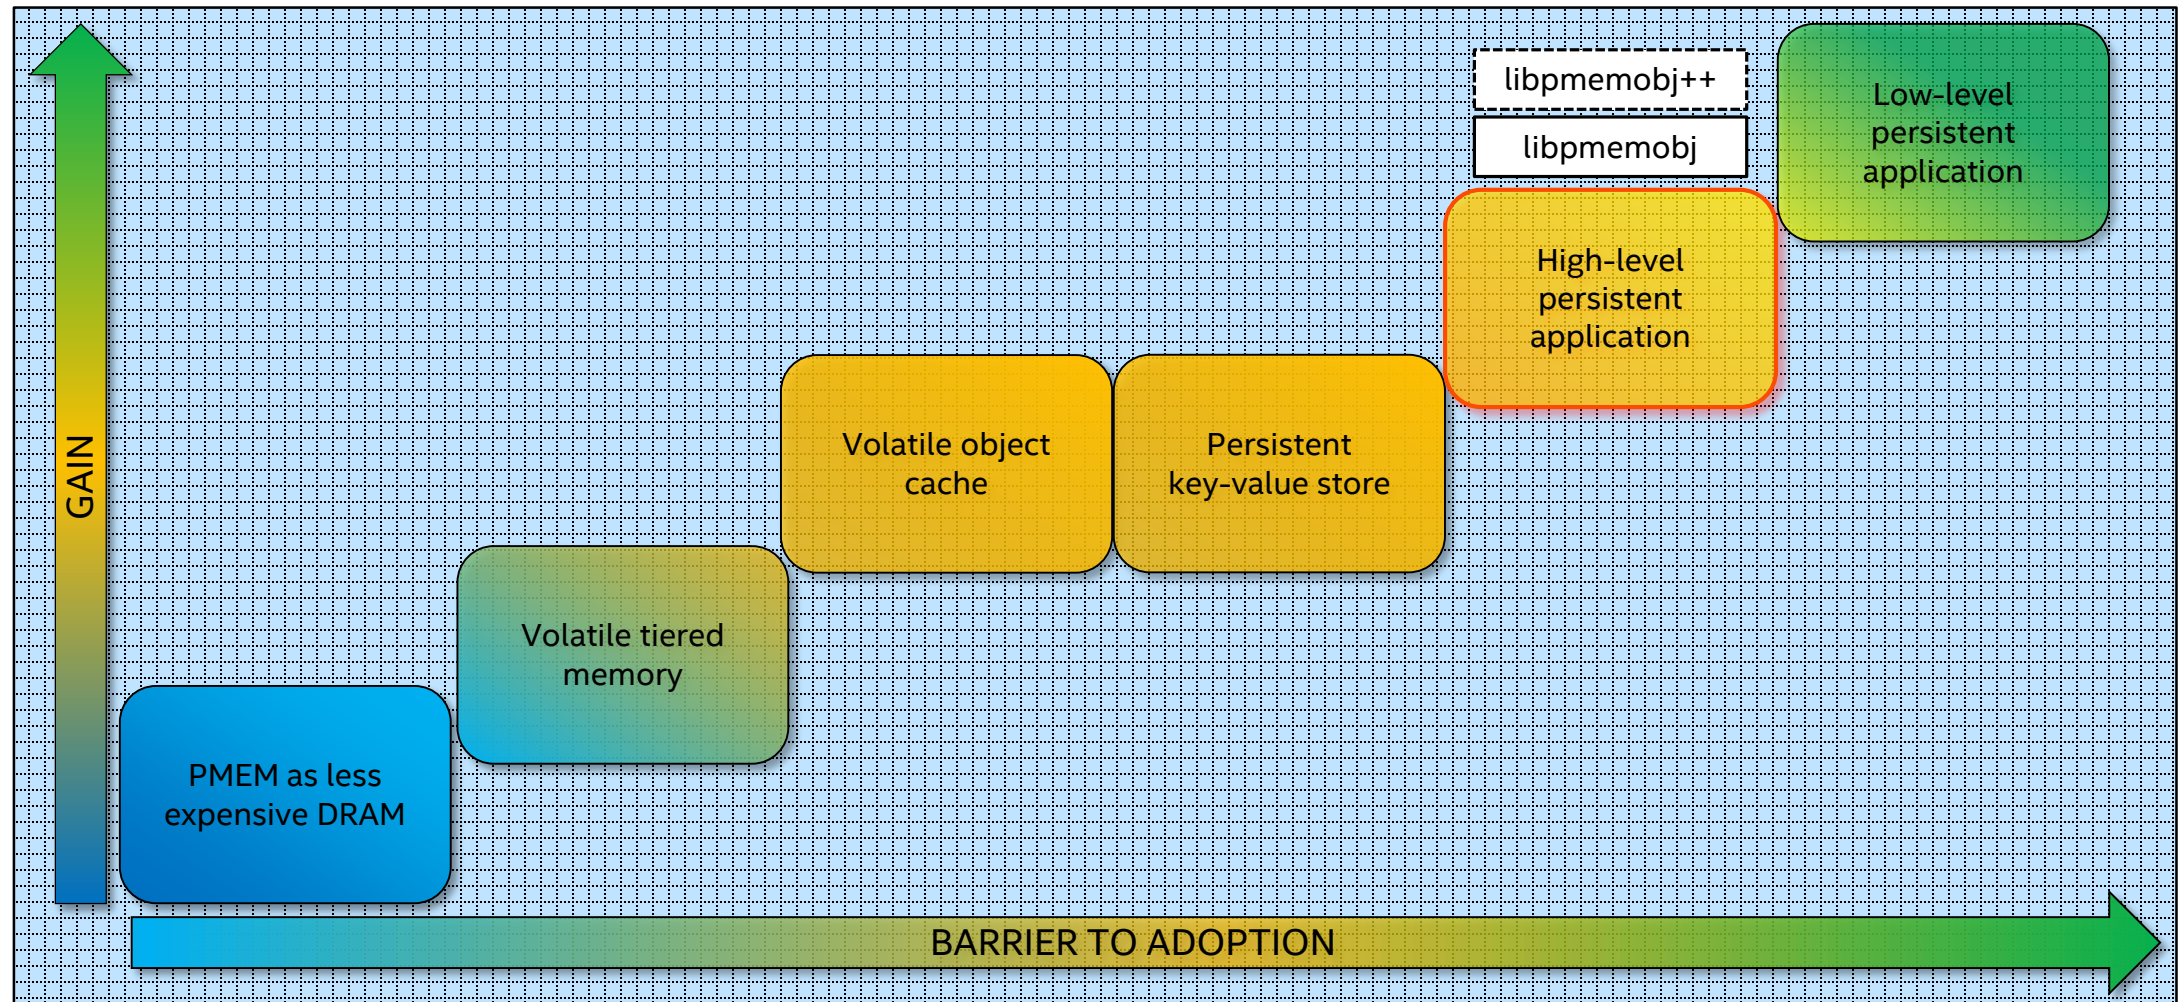 libpmemobj++
libpmemobj
Low-level
persistent
application
High-level
persistent
application
Volatile object
cache
Persistent
key-value store
Volatile tiered
memory
PMEM as less
expensive DRAM
GAIN
BARRIER TO ADOPTION